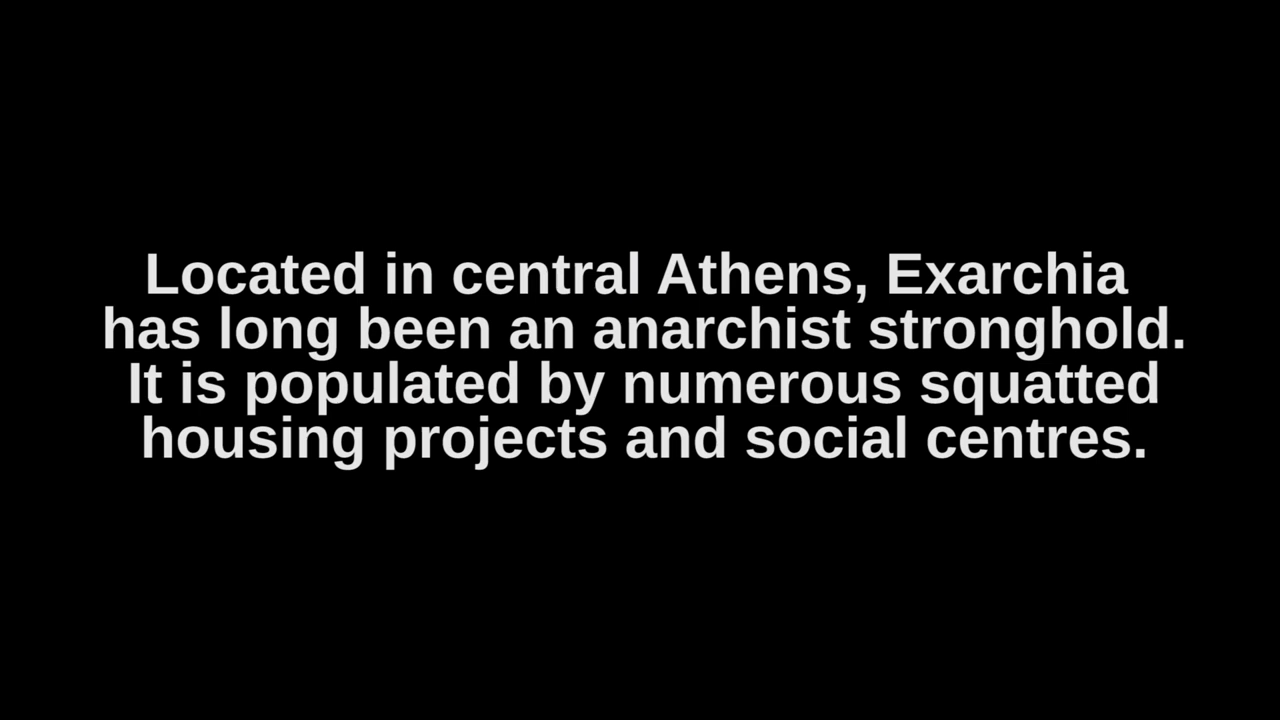 Located in central Athens, Exarchia
has long been an anarchist stronghold.
It is populated by numerous squatted
housing projects and social centres.